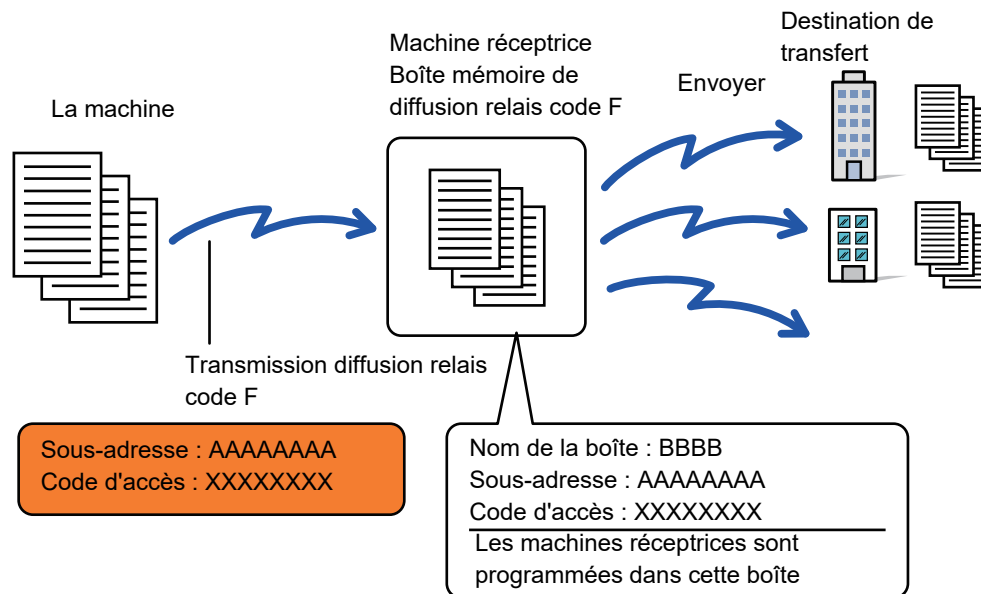 La machine
Machine réceptrice
Boîte mémoire de
diffusion relais code F
Envoyer
Destination de
transfert
Transmission diffusion relais
code F
Sous-adresse : AAAAAAAA
Code d'accès : XXXXXXXX
Nom de la boîte : BBBB
Sous-adresse : AAAAAAAA
Code d'accès : XXXXXXXX
Les machines réceptrices sont
programmées dans cette boîte